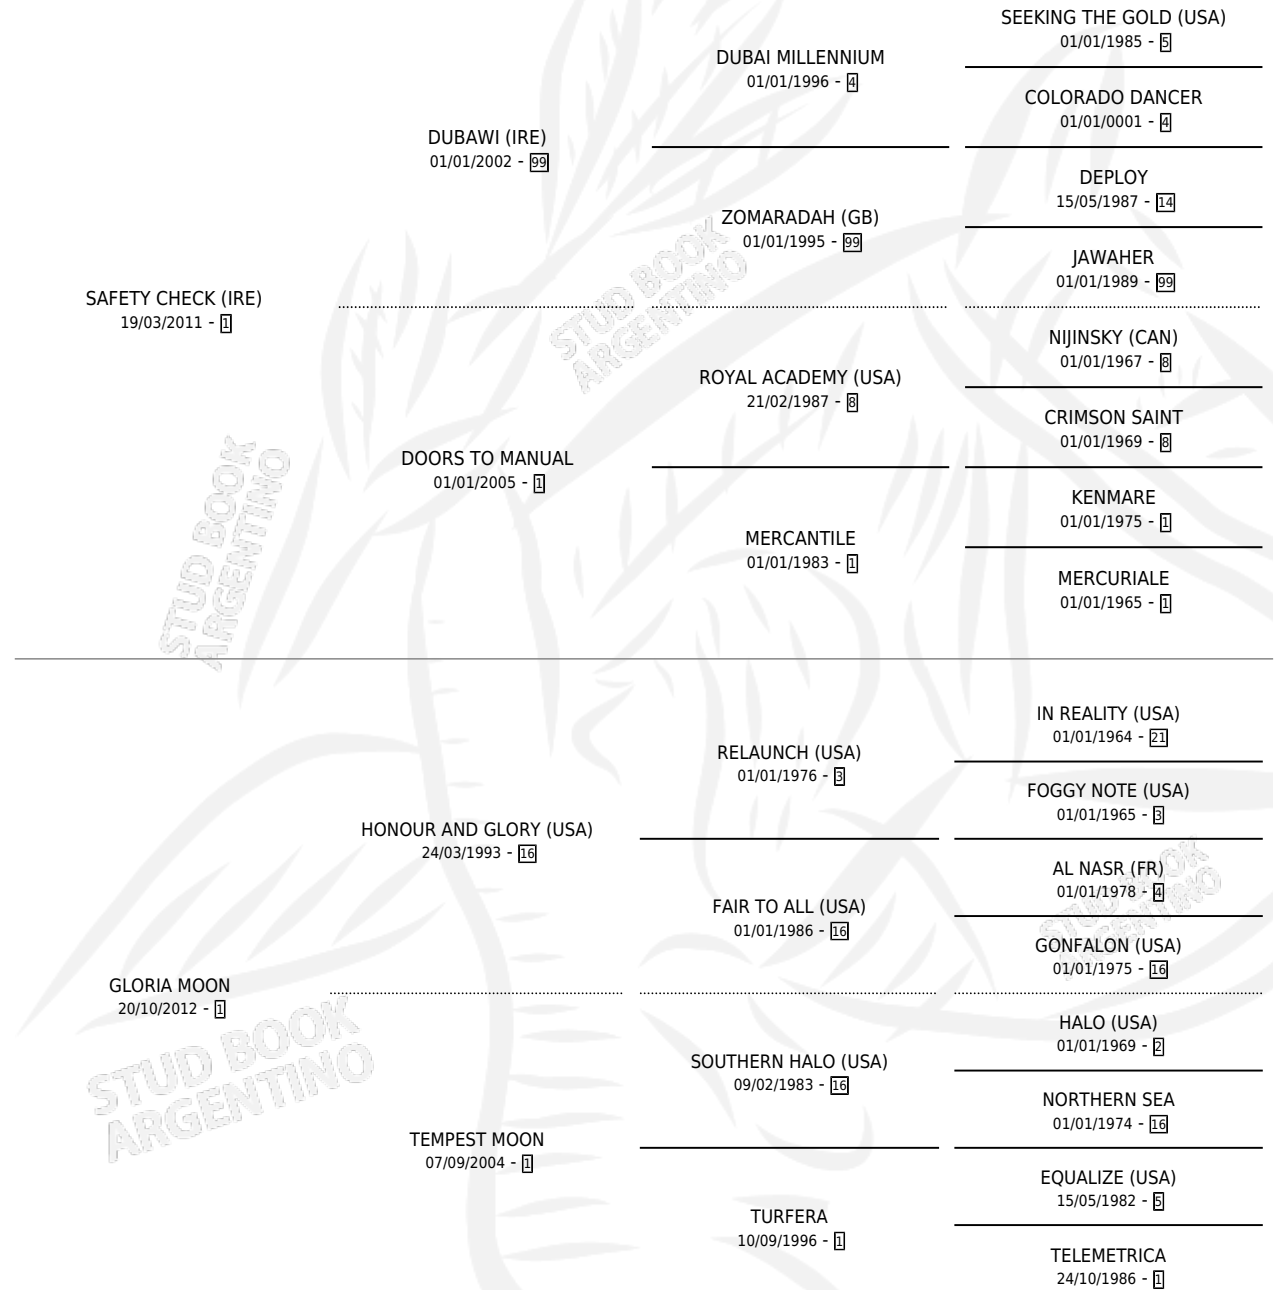 SEEKING THE GOLD (USA)
01/01/1985 - 5
DUBAI MILLENNIUM
01/01/1996 - 4
COLORADO DANCER
01/01/0001 - 4
DUBAWI (IRE)
01/01/2002 - 99
DEPLOY
15/05/1987 - 14
ZOMARADAH (GB)
01/01/1995 - 99
JAWAHER
01/01/1989 - 99
SAFETY CHECK (IRE)
19/03/2011 - 1
STUD BOOK
ARGENTINO
NIJINSKY (CAN)
01/01/1967 - 8
ROYAL ACADEMY (USA)
21/02/1987 - 8
CRIMSON SAINT
01/01/1969 - 8
DOORS TO MANUAL
01/01/2005 - 1
KENMARE
01/01/1975 - 1
MERCANTILE
01/01/1983 - 1
MERCURIALE
01/01/1965 - 1
STUD BOOK
ARGENTINO
IN REALITY (USA)
01/01/1964 - 21
RELAUNCH (USA)
01/01/1976 - 3
FOGGY NOTE (USA)
01/01/1965 - 3
HONOUR AND GLORY (USA)
24/03/1993 - 16
AL NASR (FR)
01/01/1978 - 4
FAIR TO ALL (USA)
01/01/1986 - 16
STUD BOOK
ARGENTINO
GONFALON (USA)
01/01/1975 - 16
GLORIA MOON
20/10/2012 - 1
STUD BOOK
ARGENTINO
HALO (USA)
01/01/1969 - 2
SOUTHERN HALO (USA)
09/02/1983 - 16
NORTHERN SEA
01/01/1974 - 16
TEMPEST MOON
07/09/2004 - 1
EQUALIZE (USA)
15/05/1982 - 5
TURFERA
10/09/1996 - 1
TELEMETRICA
24/10/1986 - 1